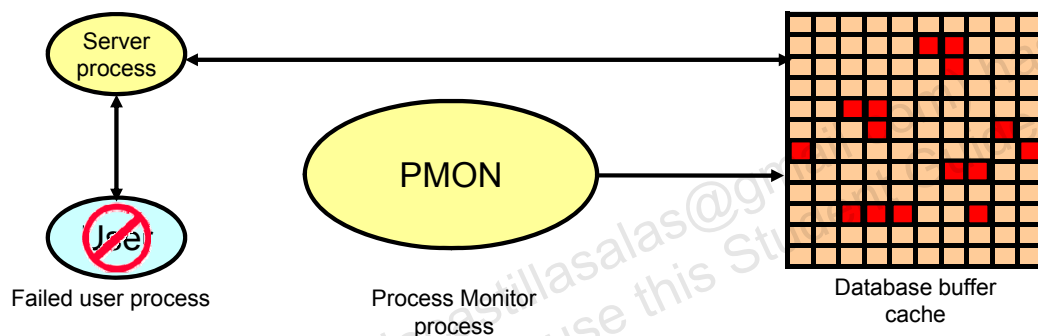 Server
process
PMON
User
Failed user process
Process Monitor
process
Database buffer
cache